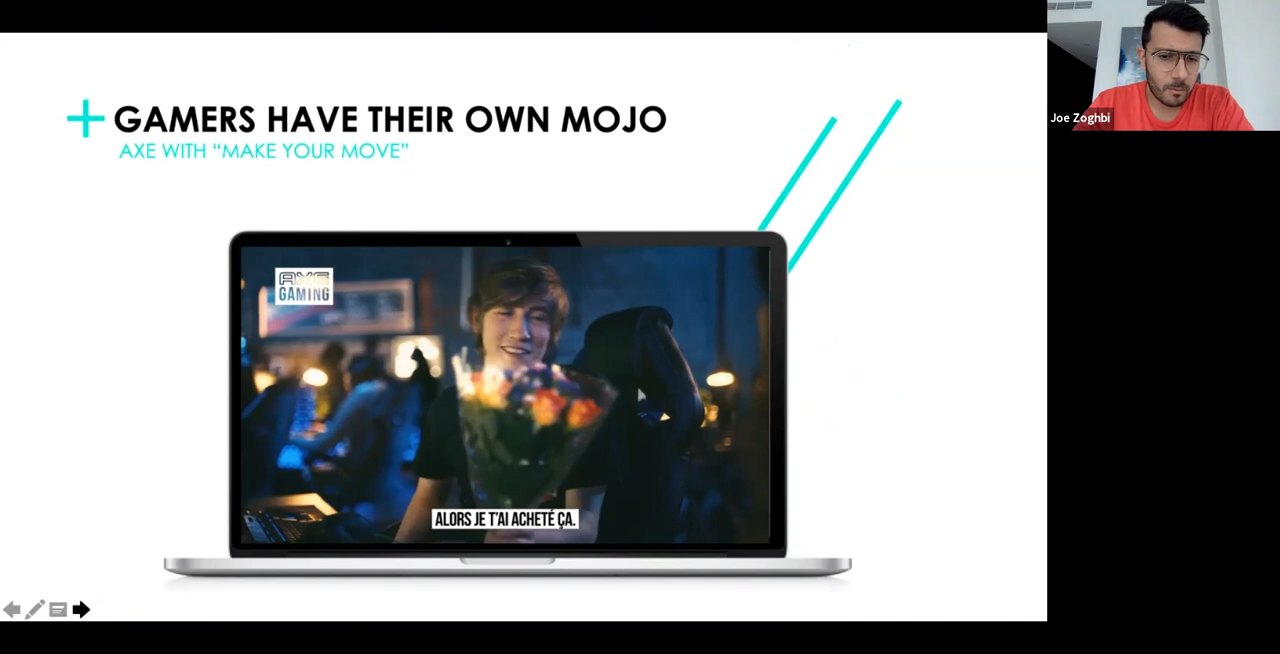 GAMERS HAVE THEIR OWN MOJO
AXE WITH “MAKE YOUR MOVE”
AXE
GAMING
ALORS JE T'AI ACHETÉ ÇA.
Joe Zoghbi